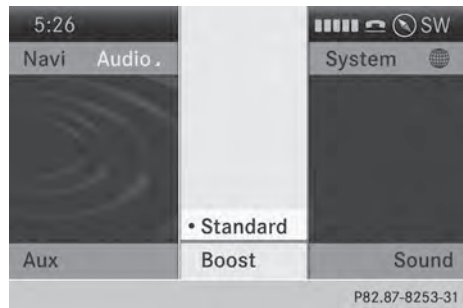 5:26 SW
Navi Audio. System
• Standard
Aux Boost Sound
P82.87-8253-31